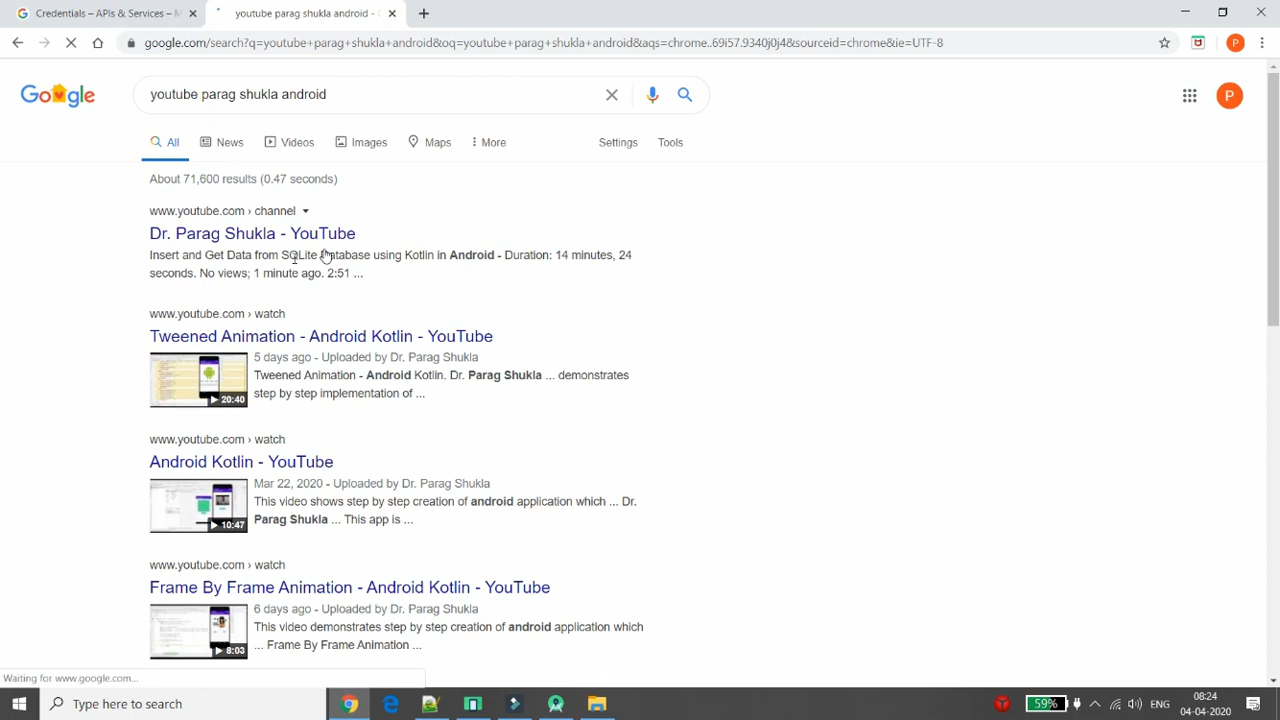 Credentials – APIs & Services – M
youtube parag shukla android -
google.com/search?q=youtube+parag+shukla+android&oq=youtube+parag+shukla+android&aqs=chrome..69i57.9340j0j4&sourceid=chrome&ie=UTF-8
P
Google
youtube parag shukla android
P
All
News
Videos
Images
Maps
More
Settings
Tools
About 71,600 results (0.47 seconds)
www.youtube.com › channel
Dr. Parag Shukla - YouTube
Insert and Get Data from SQLite Database using Kotlin in Android - Duration: 14 minutes, 24
seconds. No views; 1 minute ago. 2:51 ...
www.youtube.com › watch
Tweened Animation - Android Kotlin - YouTube
5 days ago - Uploaded by Dr. Parag Shukla
Tweened Animation - Android Kotlin. Dr. Parag Shukla ... demonstrates
step by step implementation of ...
20:40
www.youtube.com › watch
Android Kotlin - YouTube
Mar 22, 2020 - Uploaded by Dr. Parag Shukla
This video shows step by step creation of android application which ... Dr.
Parag Shukla ... This app is ...
10:47
www.youtube.com › watch
Frame By Frame Animation - Android Kotlin - YouTube
6 days ago - Uploaded by Dr. Parag Shukla
This video demonstrates step by step creation of android application which
... Frame By Frame Animation ...
8:03
Waiting for www.google.com...
Type here to search
59%
ENG
08:24
04-04-2020